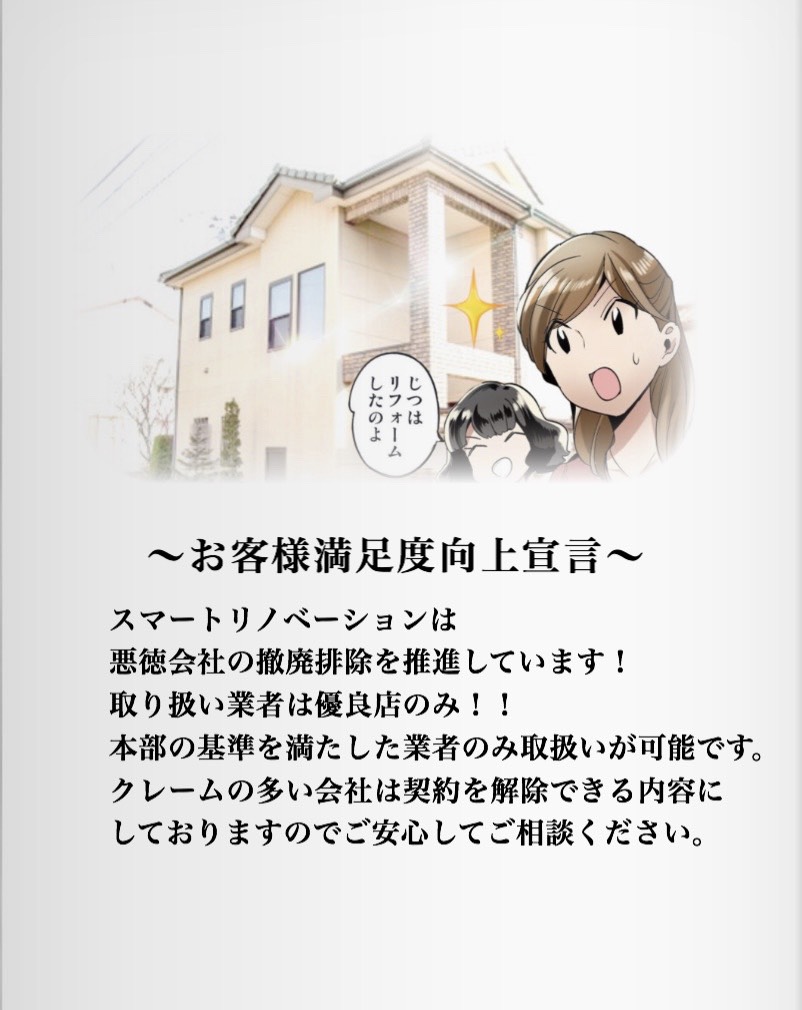 じつは
リフォーム
したのよ
～お客様満足度向上宣言～
スマートリノベーションは
悪徳会社の撤廃排除を推進しています！
取り扱い業者は優良店のみ！！
本部の基準を満たした業者のみ取扱いが可能です。
クレームの多い会社は契約を解除できる内容に
しておりますのでご安心してご相談ください。